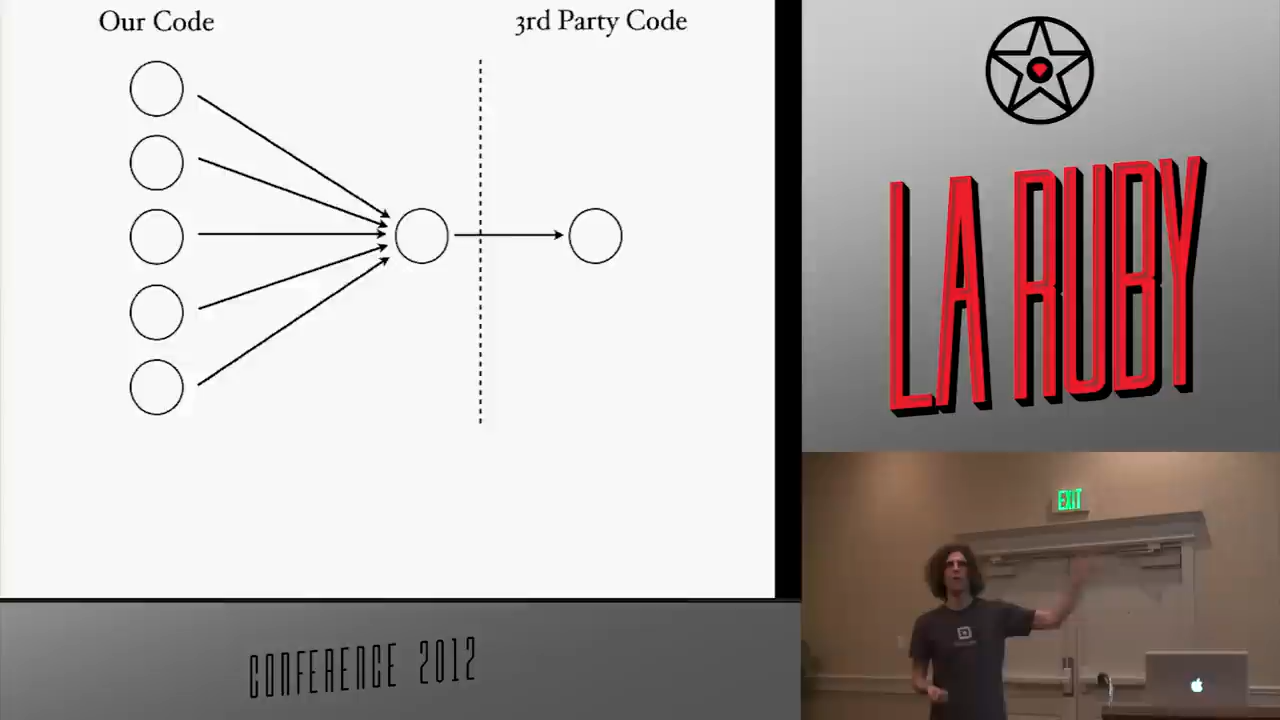 Our Code
3rd Party Code
LA RUBY
CONFERENCE 2012
EXIT